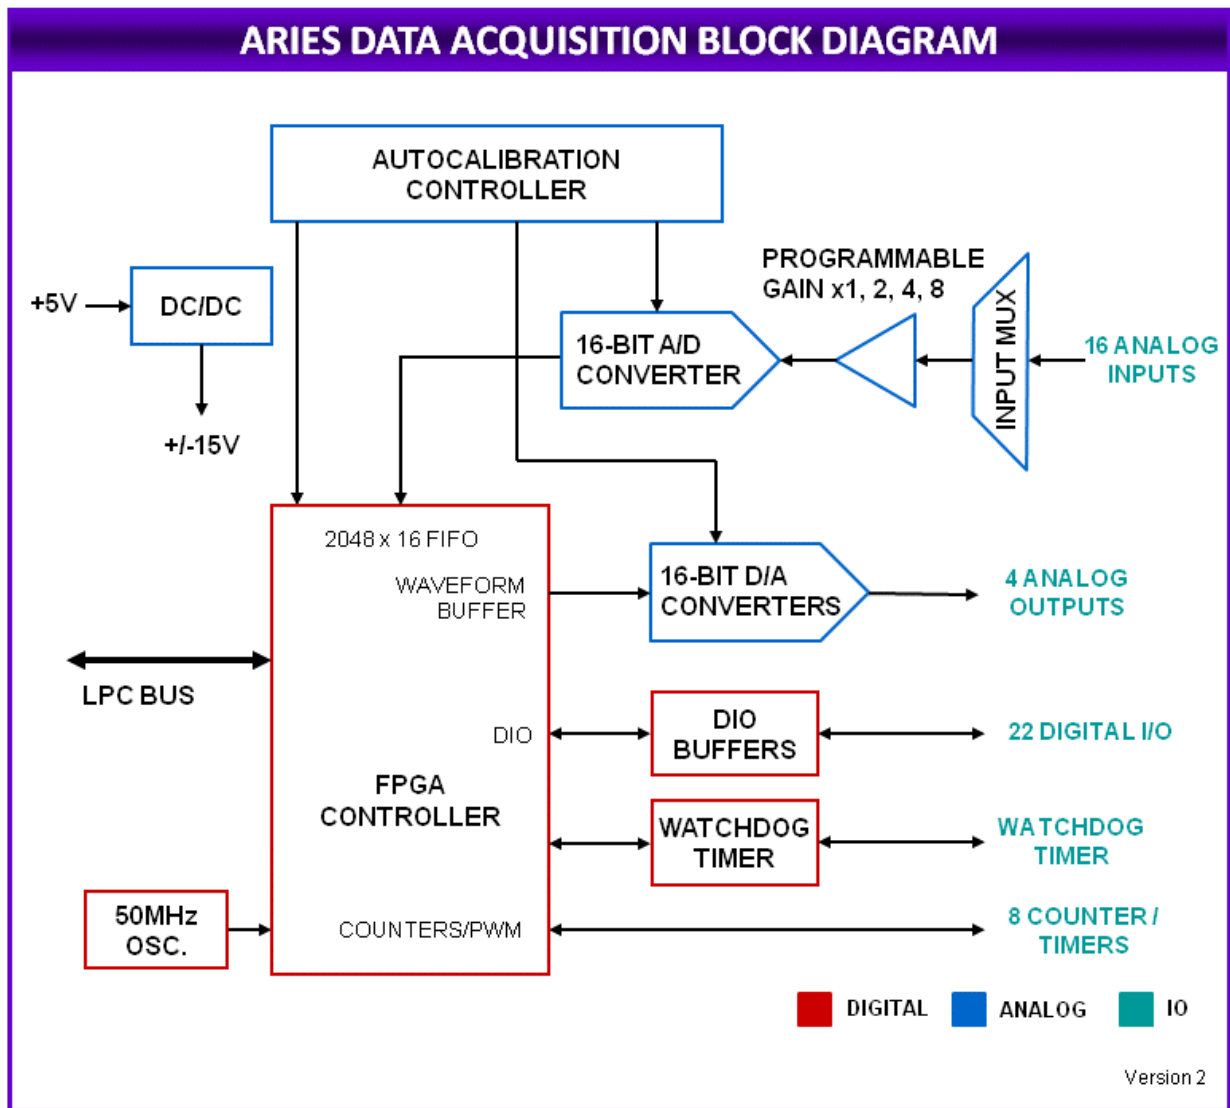 ARIES DATA ACQUISITION BLOCK DIAGRAM
AUTOCALIBRATION
CONTROLLER
+5V
DC/DC
+/-15V
PROGRAMMABLE
GAIN x1, 2, 4, 8
16-BIT A/D
CONVERTER
INPUT MUX
16 ANALOG
INPUTS
2048 x 16 FIFO
WAVEFORM
BUFFER
16-BIT D/A
CONVERTERS
4 ANALOG
OUTPUTS
LPC BUS
DIO
DIO
BUFFERS
22 DIGITAL I/O
FPGA
CONTROLLER
WATCHDOG
TIMER
WATCHDOG
TIMER
50MHz
OSC.
COUNTERS/PWM
8 COUNTER /
TIMERS
DIGITAL
ANALOG
IO
Version 2